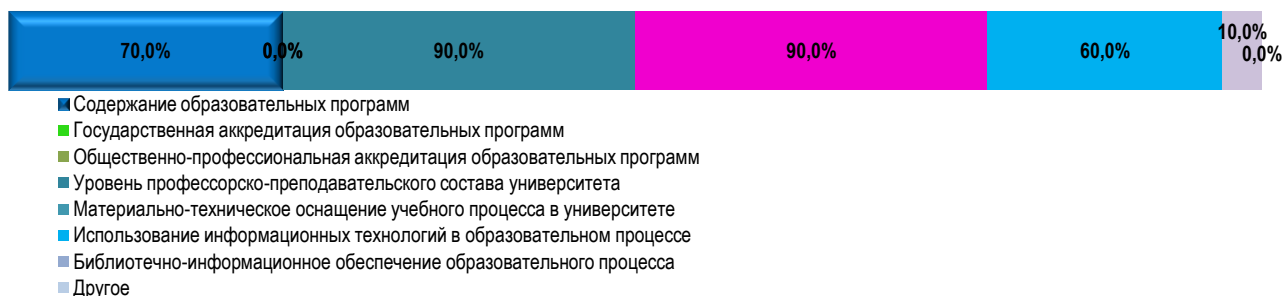 70,0%
0,0%
90,0%
90,0%
60,0%
10,0%
0,0%
Содержание образовательных программ
Государственная аккредитация образовательных программ
Общественно-профессиональная аккредитация образовательных программ
Уровень профессорско-преподавательского состава университета
Материально-техническое оснащение учебного процесса в университете
Использование информационных технологий в образовательном процессе
Библиотечно-информационное обеспечение образовательного процесса
Другое